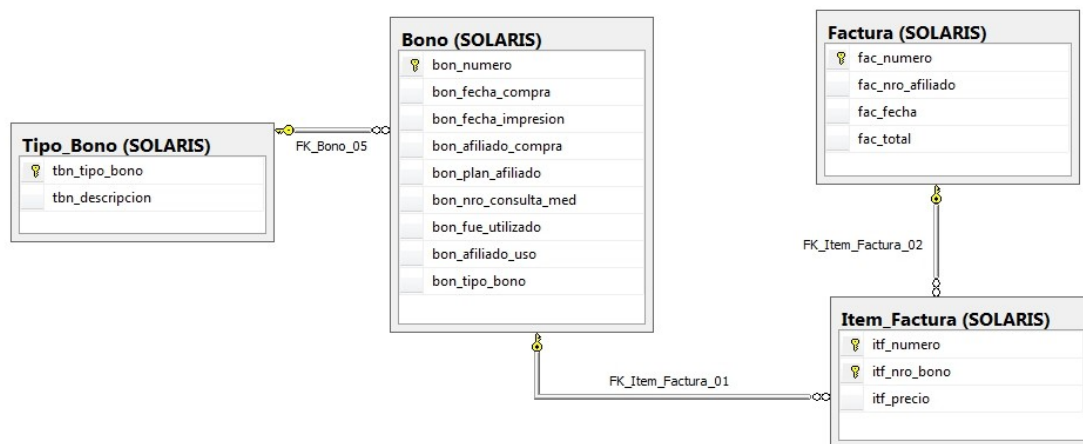 Tipo_Bono (SOLARIS)
tbn_tipo_bono
tbn_descripcion
FK_Bono_05
Bono (SOLARIS)
bon_numero
bon_fecha_compra
bon_fecha_impresion
bon_afiliado_compra
bon_plan_afiliado
bon_nro_consulta_med
bon_fue_utilizado
bon_afiliado_uso
bon_tipo_bono
Factura (SOLARIS)
fac_numero
fac_nro_afiliado
fac_fecha
fac_total
FK_Item_Factura_02
FK_Item_Factura_01
Item_Factura (SOLARIS)
itf_numero
itf_nro_bono
itf_precio